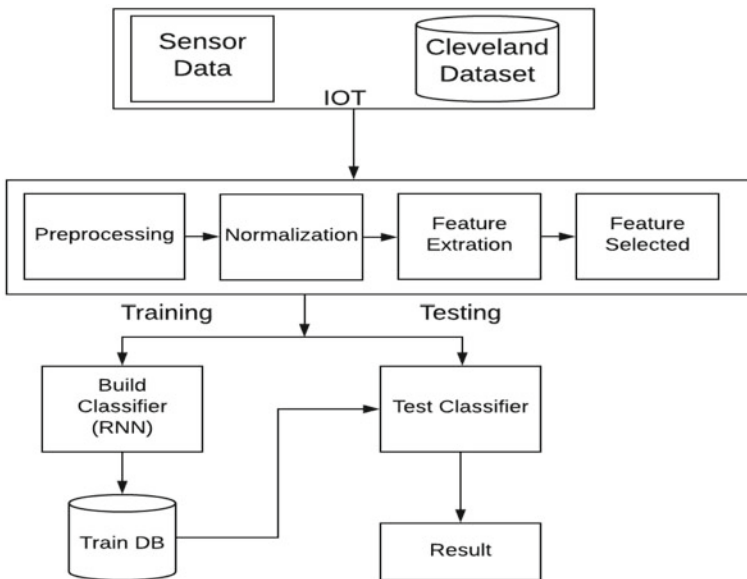 Sensor
Data
Cleveland
Dataset
IOT
Preprocessing
Normalization
Feature
Extration
Feature
Selected
Training
Testing
Build
Classifier
(RNN)
Test Classifier
Train DB
Result